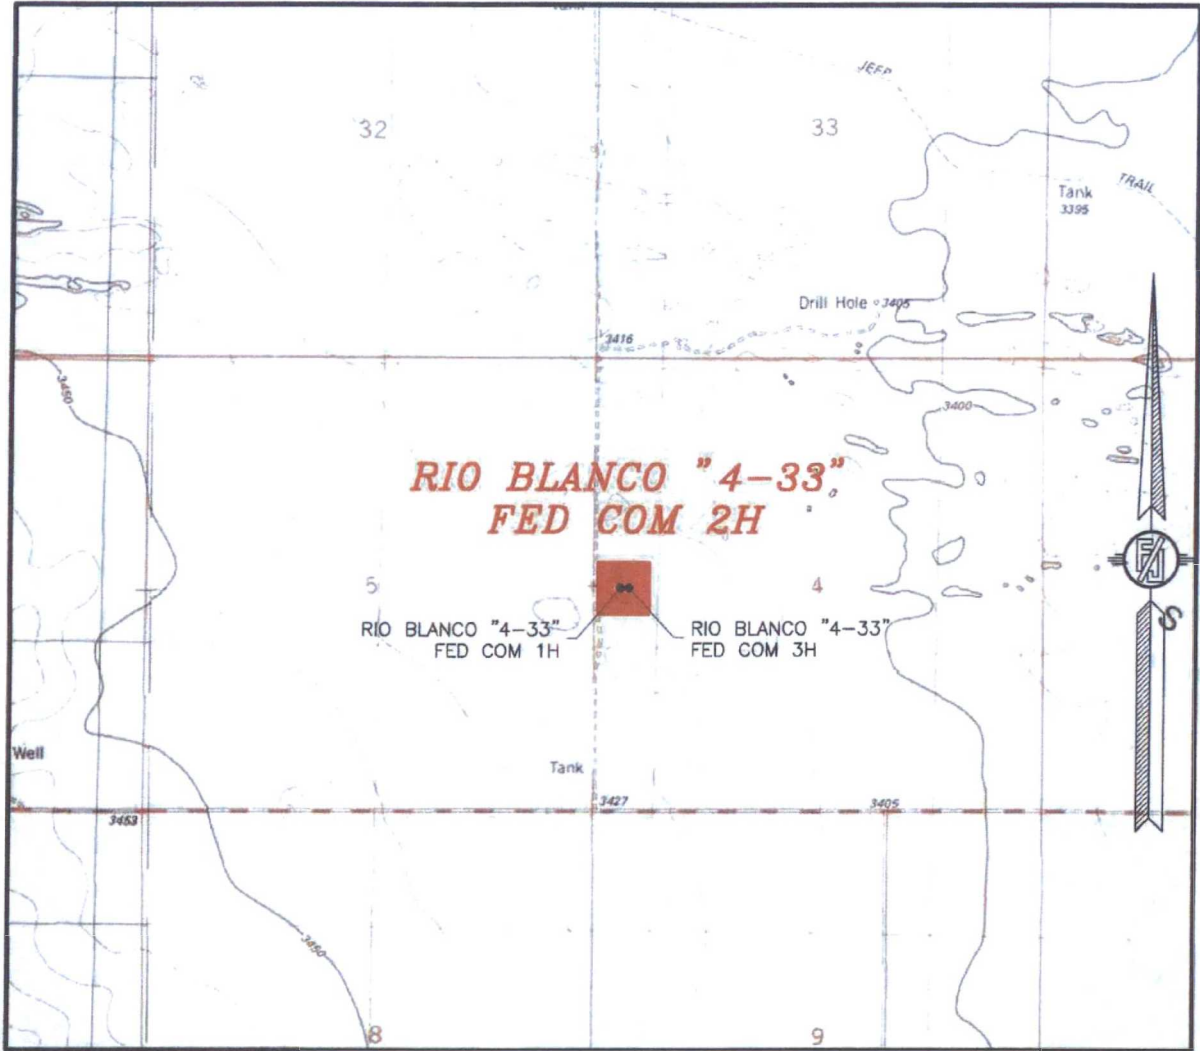 Tank
JEEP
32
33
TRAIL
Tank
3395
Drill Hole 3405
3416
3450
3400
RIO BLANCO "4-33"
FED COM 2H
5
4
RIO BLANCO "4-33"
FED COM 1H
RIO BLANCO "4-33"
FED COM 3H
S
Well
Tank
3427
3405
3453
3450
8
9